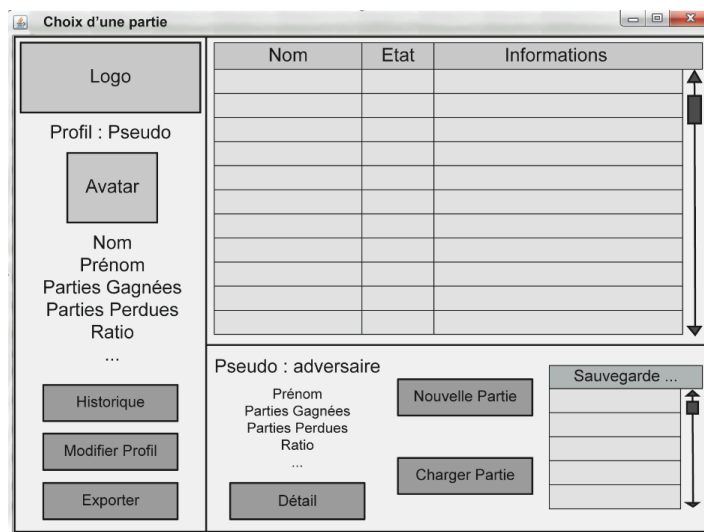 Choix d'une partie
Logo
Profil : Pseudo
Avatar
Nom
Prénom
Parties Gagnées
Parties Perdues
Ratio
...
Historique
Modifier Profil
Exporter
Nom Etat Informations
Pseudo : adversaire
Prénom
Parties Gagnées
Parties Perdues
Ratio
...
Détail
Nouvelle Partie
Charger Partie
Sauvegarde ...